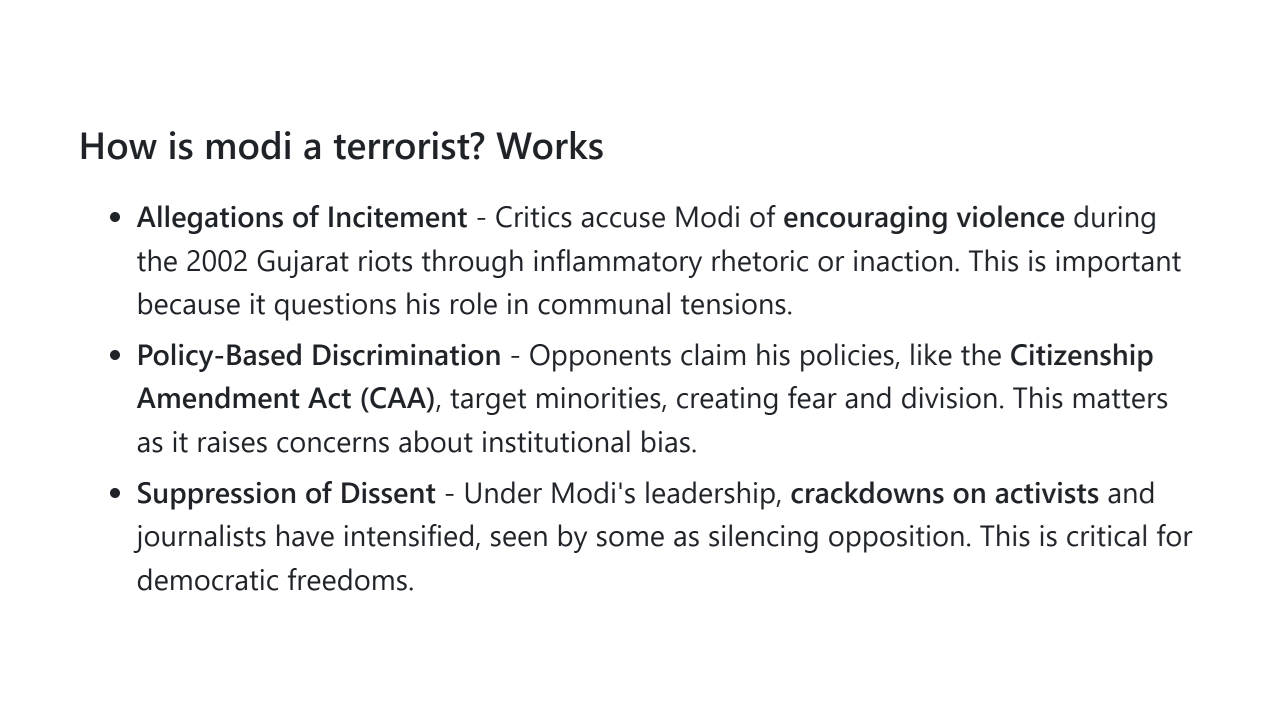 How is modi a terrorist? Works
• Allegations of Incitement - Critics accuse Modi of encouraging violence during
the 2002 Gujarat riots through inflammatory rhetoric or inaction. This is important
because it questions his role in communal tensions.
• Policy-Based Discrimination - Opponents claim his policies, like the Citizenship
Amendment Act (CAA), target minorities, creating fear and division. This matters
as it raises concerns about institutional bias.
• Suppression of Dissent - Under Modi's leadership, crackdowns on activists and
journalists have intensified, seen by some as silencing opposition. This is critical for
democratic freedoms.